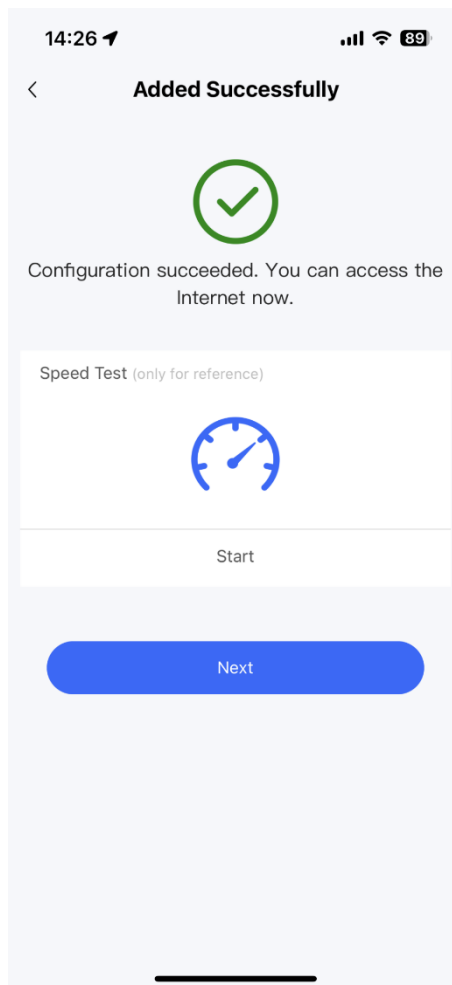 14:26
89
Added Successfully
Configuration succeeded. You can access the
Internet now.
Speed Test (only for reference)
Start
Next